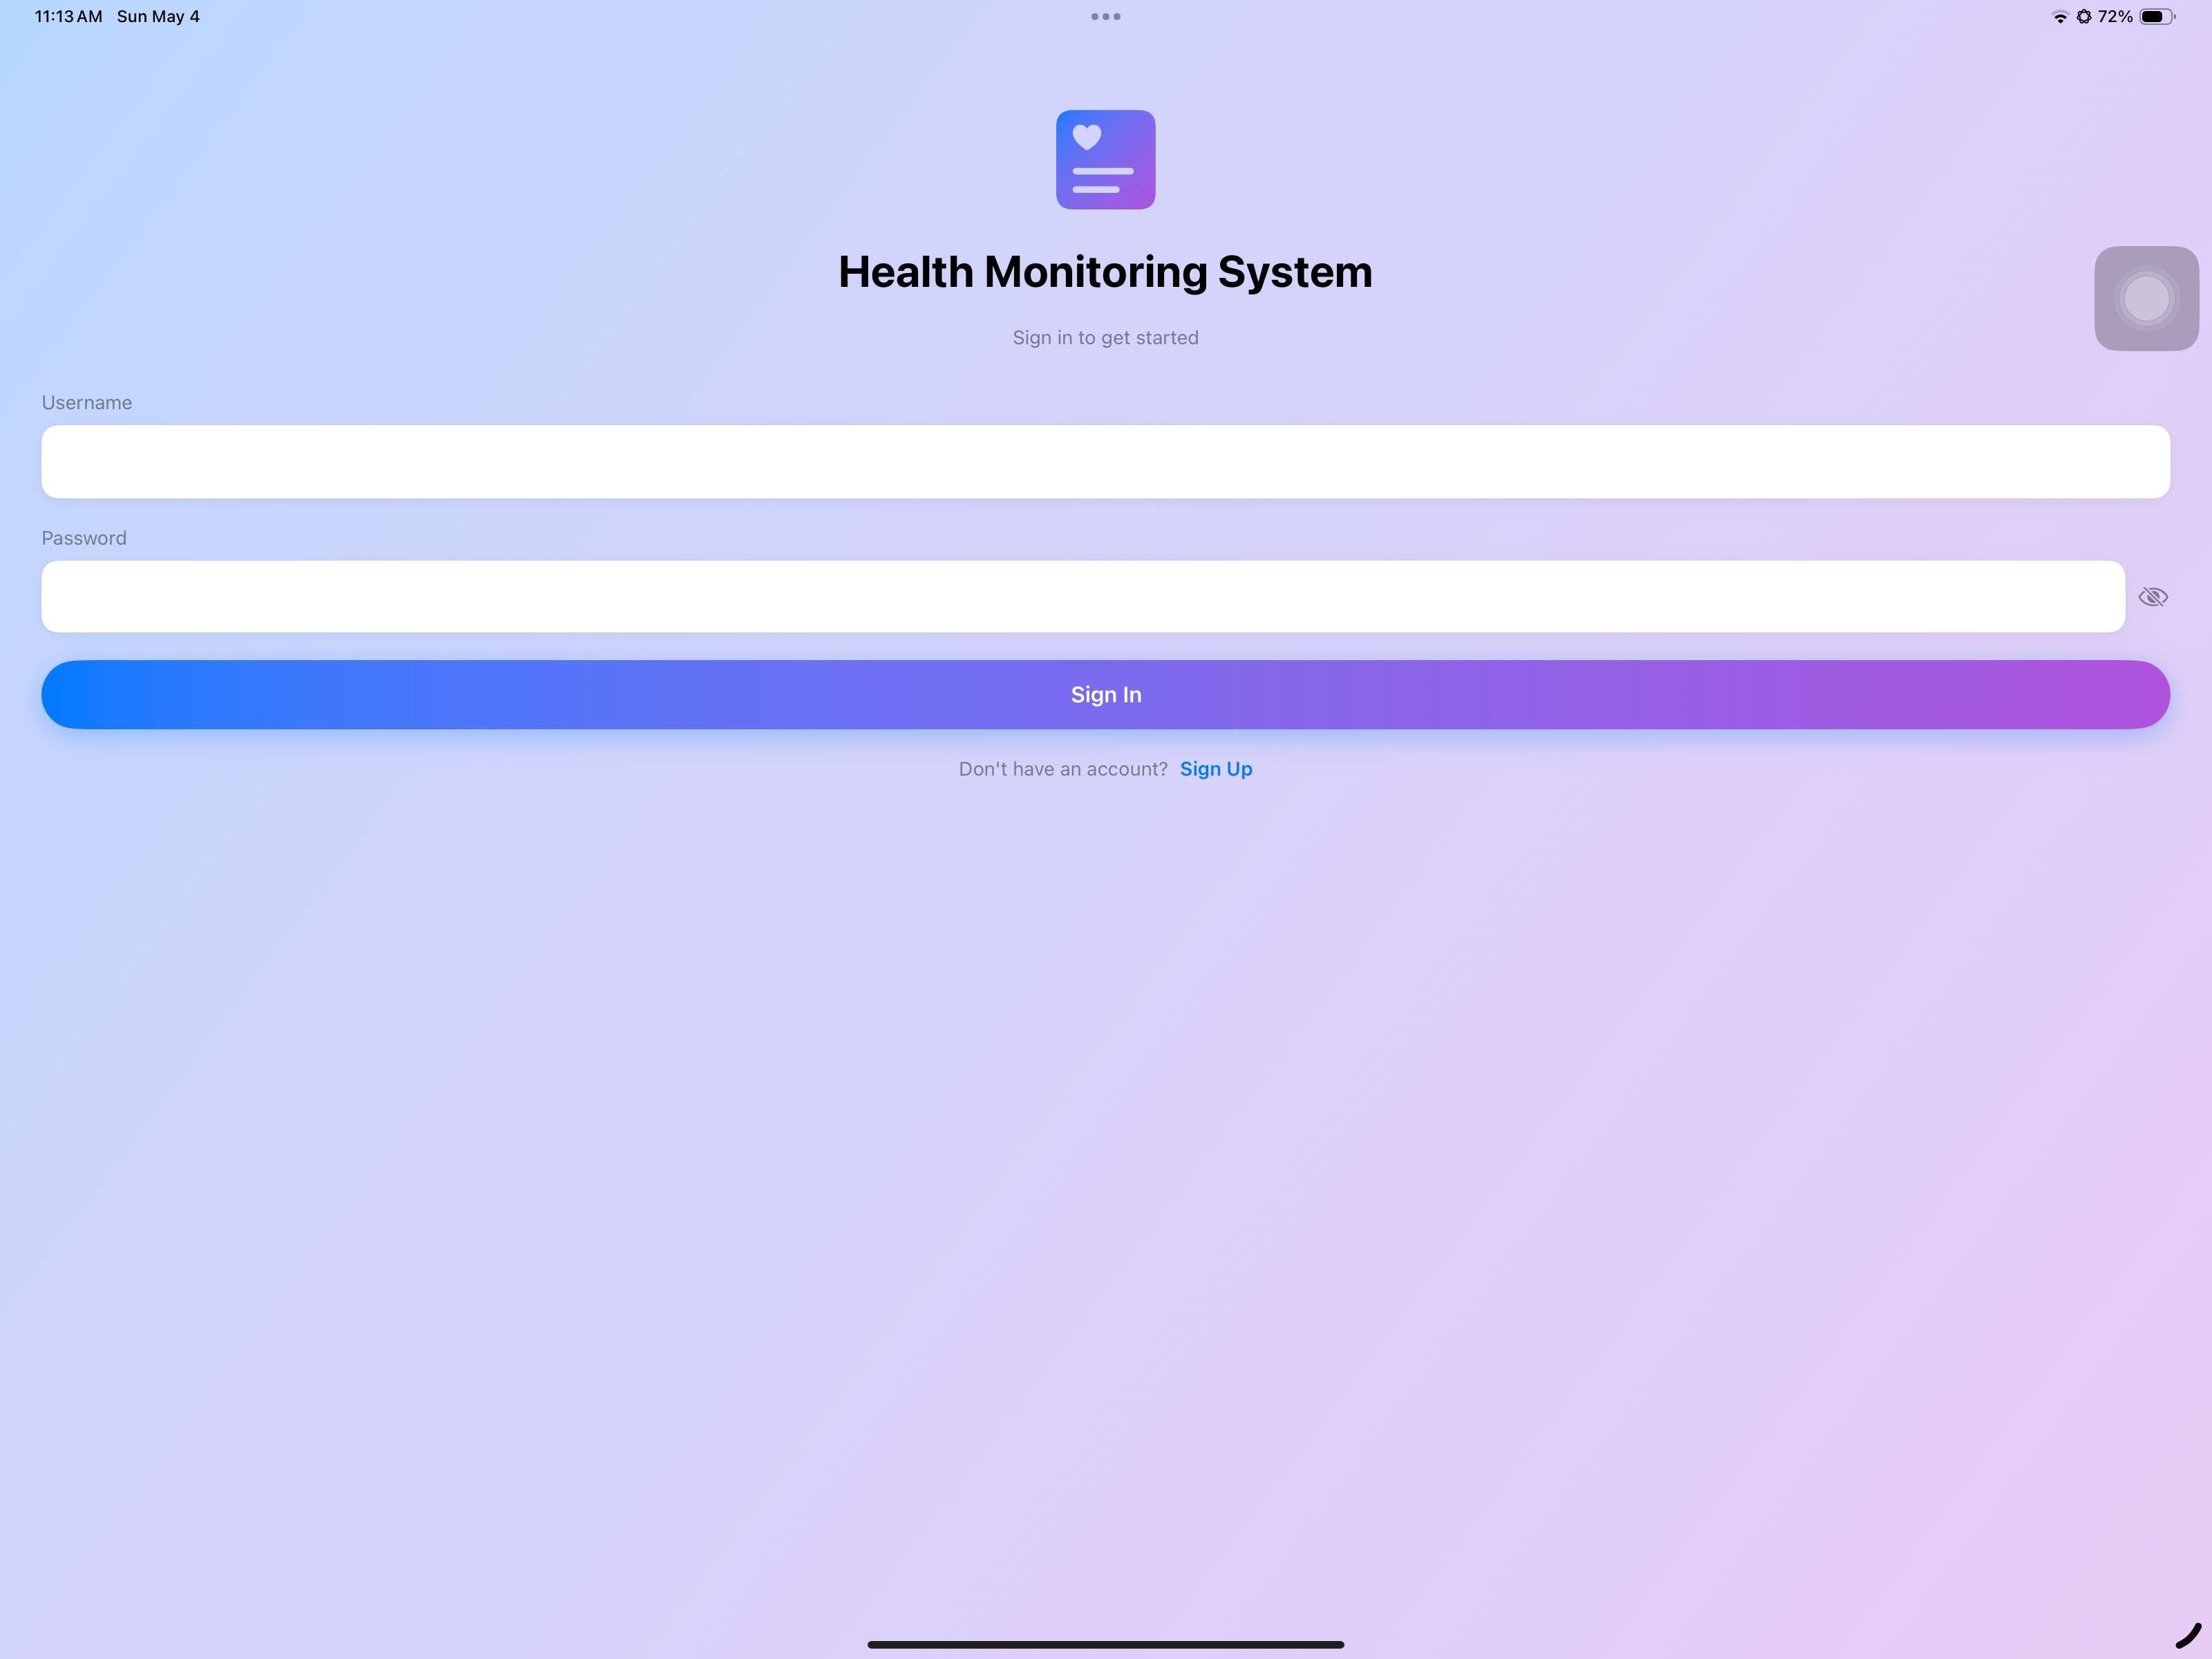 11:13 AM Sun May 4
72%
Health Monitoring System
Sign in to get started
Username
Password
Sign In
Don't have an account? Sign Up